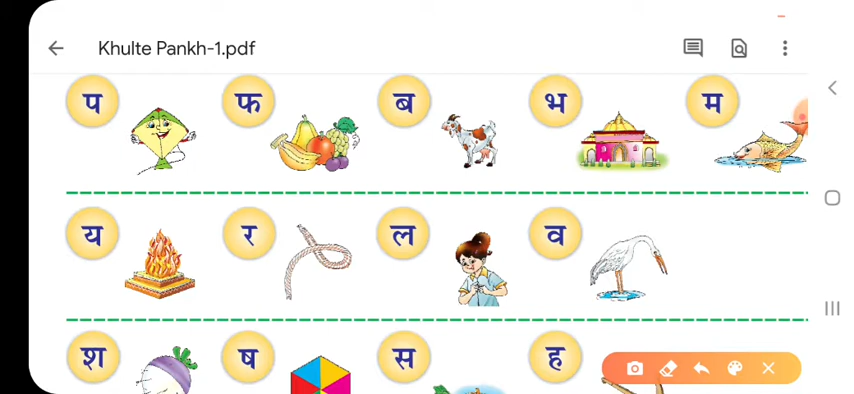 Khulte Pankh-1.pdf
प फ ब भ म
य र ल व
श ष स ह